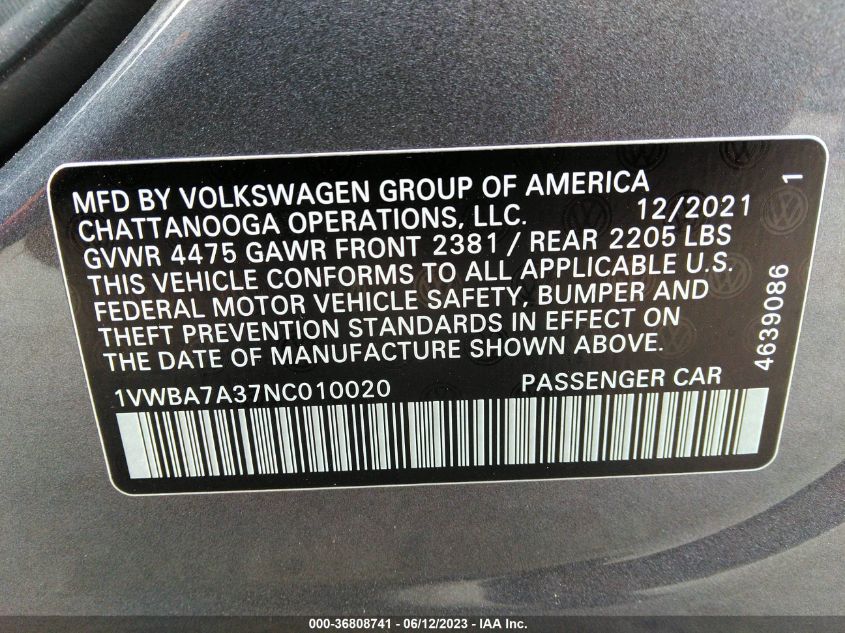 MFD BY VOLKSWAGEN GROUP OF AMERICA
CHATTANOOGA OPERATIONS, LLC. 12/2021
GVWR 4475 GAWR FRONT 2381 / REAR 2205 LBS
THIS VEHICLE CONFORMS TO ALL APPLICABLE U.S.
FEDERAL MOTOR VEHICLE SAFETY, BUMPER AND
THEFT PREVENTION STANDARDS IN EFFECT ON
THE DATE OF MANUFACTURE SHOWN ABOVE.
1VWBA7A37NC010020 PASSENGER CAR
4639086 1
000-36808741 - 06/12/2023 - IAA Inc.